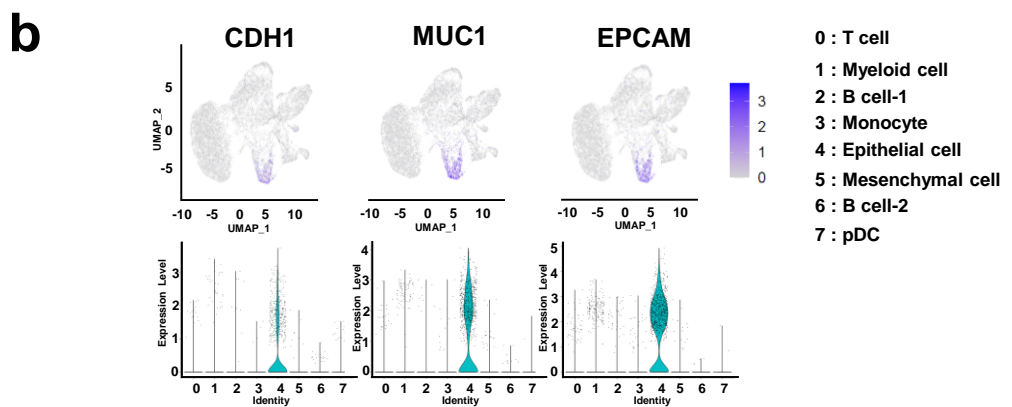 b
CDH1 MUC1 EPCAM
UMAP_2
5
0
-5
-10 -5 0 5 10
UMAP_1
-10 -5 0 5 10
UMAP_1
-10 -5 0 5 10
UMAP_1
3
2
1
0
0 : T cell
1 : Myeloid cell
2 : B cell-1
3 : Monocyte
4 : Epithelial cell
5 : Mesenchymal cell
6 : B cell-2
7 : pDC
Expression Level
3
2
1
0
0 1 2 3 4 5 6 7
Identity
Expression Level
4
3
2
1
0
0 1 2 3 4 5 6 7
Identity
Expression Level
5
4
3
2
1
0
0 1 2 3 4 5 6 7
Identity